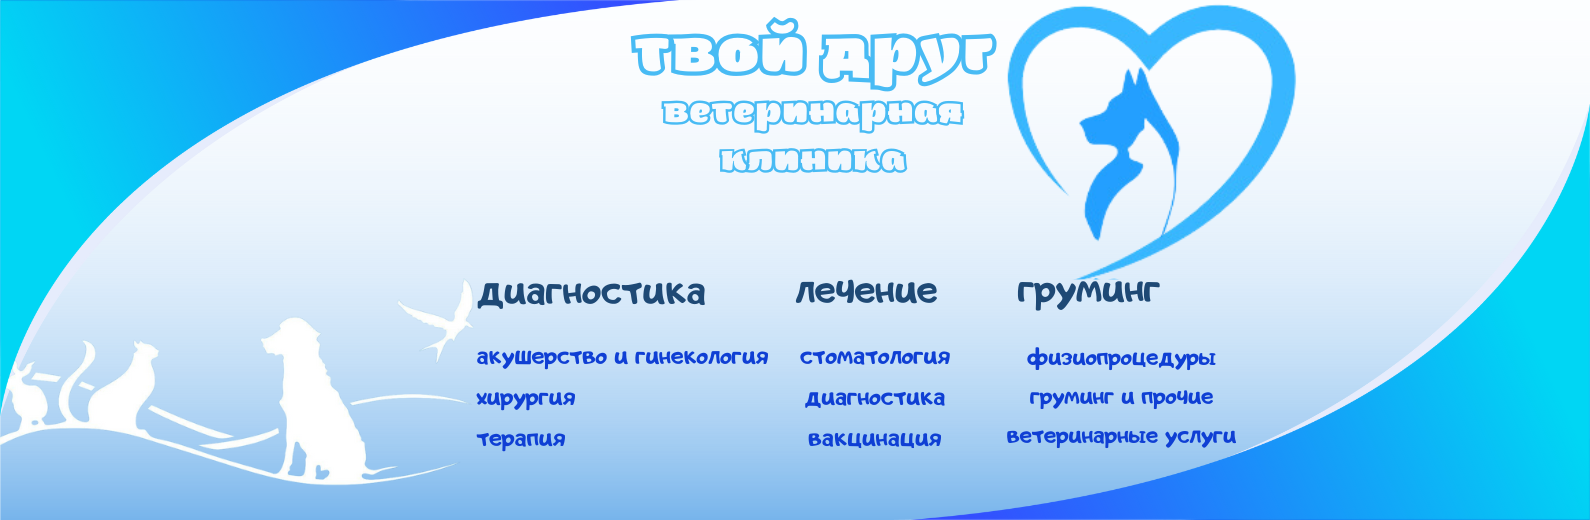 твой друг
ветеринарная
клиника
диагностика
лечение
груминг
акушерство и гинекология
стоматология
физиопроцедуры
хирургия
диагностика
груминг и прочие
терапия
вакцинация
ветеринарные услуги